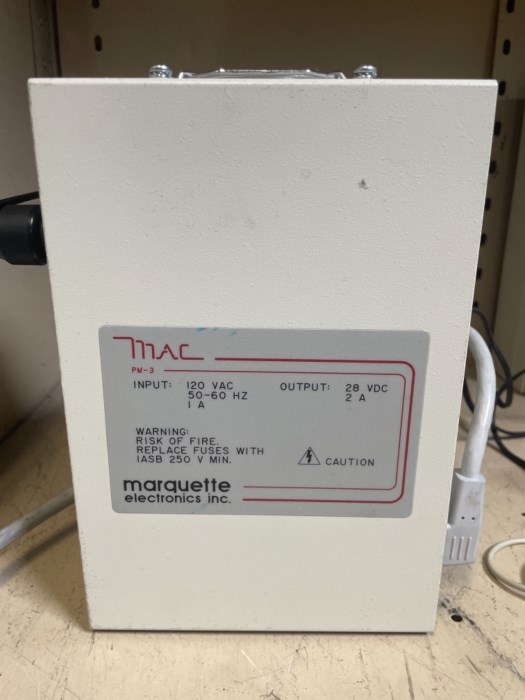 MAC
PM-3
INPUT: 120 VAC OUTPUT: 28 VDC
50-60 HZ 2 A
1 A
WARNING:
RISK OF FIRE.
REPLACE FUSES WITH
1ASB 250 V MIN.
CAUTION
marquette
electronics inc.